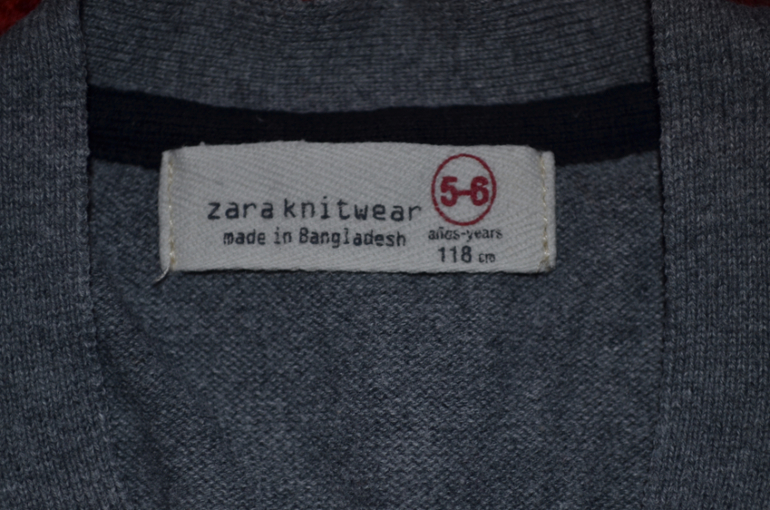 zara knitwear
made in Bangladesh
5-6
años-years
118 cm